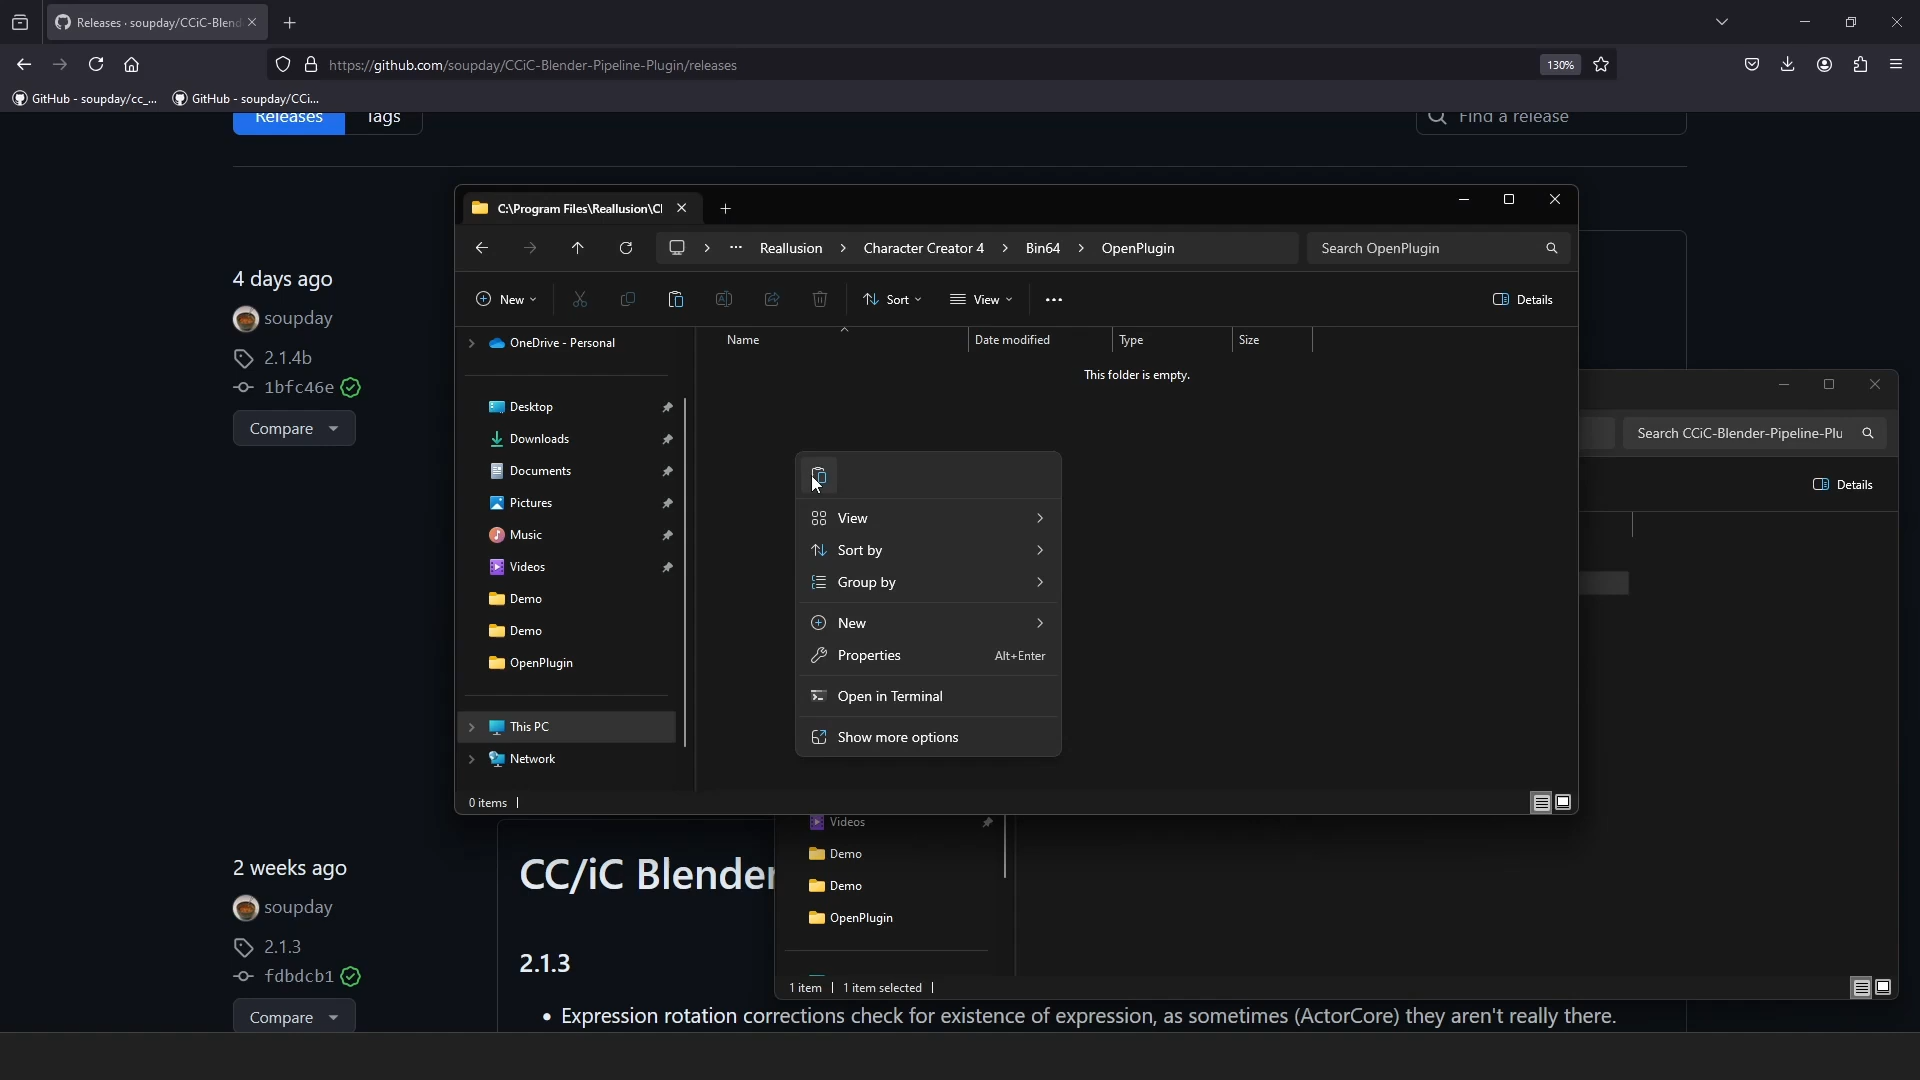 Releases · soupday/CCiC-Blend
https://github.com/soupday/CCiC-Blender-Pipeline-Plugin/releases
130%
GitHub - soupday/cc_...
GitHub - soupday/CCi...
Releases
Tags
Find a release
C:\Program Files\Reallusion\Cl
Reallusion > Character Creator 4 > Bin64 > OpenPlugin
Search OpenPlugin
New
Sort
View
Details
OneDrive - Personal
Name
Date modified
Type
Size
This folder is empty.
Desktop
Downloads
Documents
Pictures
Music
Videos
Demo
Demo
OpenPlugin
This PC
Network
0 items
View
Sort by
Group by
New
Properties
Alt+Enter
Open in Terminal
Show more options
Search CCiC-Blender-Pipeline-Plu
Details
Videos
Demo
Demo
OpenPlugin
1 item
1 item selected
4 days ago
soupday
2.1.4b
1bfc46e
Compare
2 weeks ago
soupday
2.1.3
fdbdcb1
Compare
CC/iC Blender
2.1.3
• Expression rotation corrections check for existence of expression, as sometimes (ActorCore) they aren't really there.